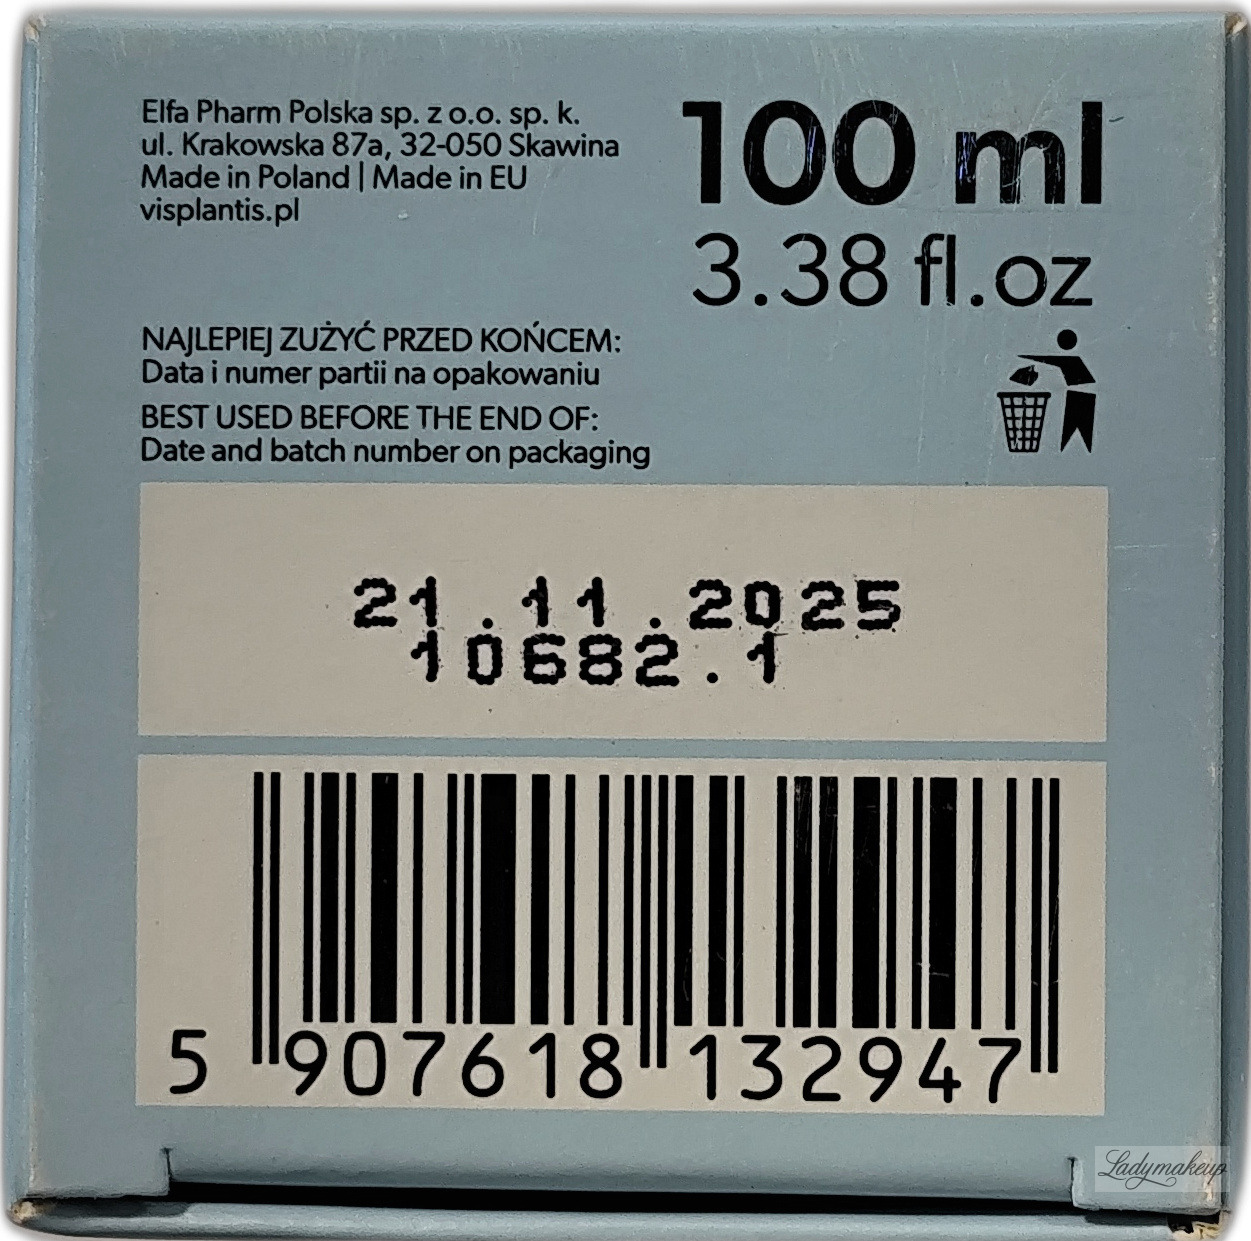 Elfa Pharm Polska sp. z o.o. sp. k.
ul. Krakowska 87a, 32-050 Skawina
Made in Poland | Made in EU
visplantis.pl
100 ml
3.38 fl.oz
NAJLEPIEJ ZUŻYĆ PRZED KOŃCEM:
Data i numer partii na opakowaniu
BEST USED BEFORE THE END OF:
Date and batch number on packaging
21.11.2025
10682.1
5 907618 132947
Ladymakeup